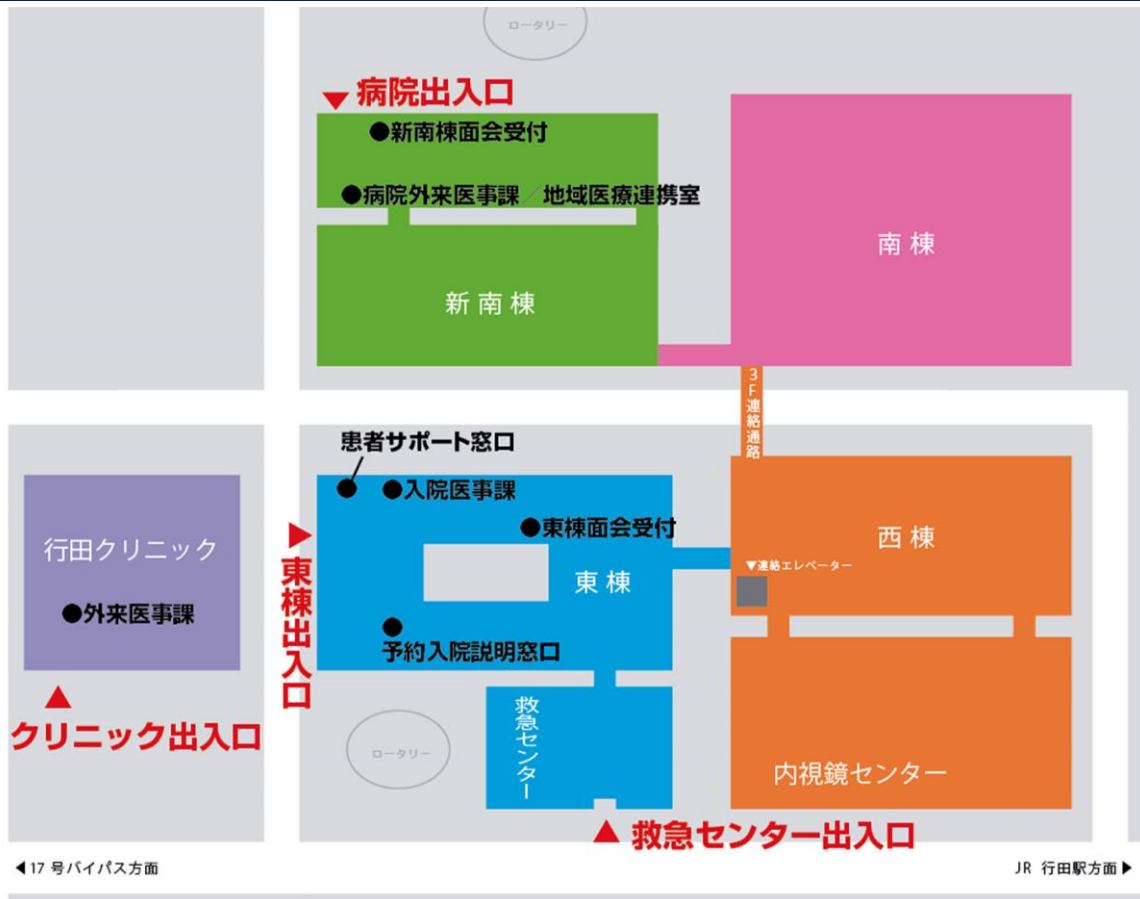 ロータリー
▼病院出入口
●新南棟面会受付
●病院外来医事課／地域医療連携室
南棟
新南棟
3F連絡通路
患者サポート窓口
●入院医事課
●東棟面会受付
西棟
行田クリニック
▼連絡エレベーター
▶東棟出入口
東棟
●外来医事課
予約入院説明窓口
救急センター
▲クリニック出入口
ロータリー
内視鏡センター
▲救急センター出入口
◀17号バイパス方面
JR 行田駅方面▶